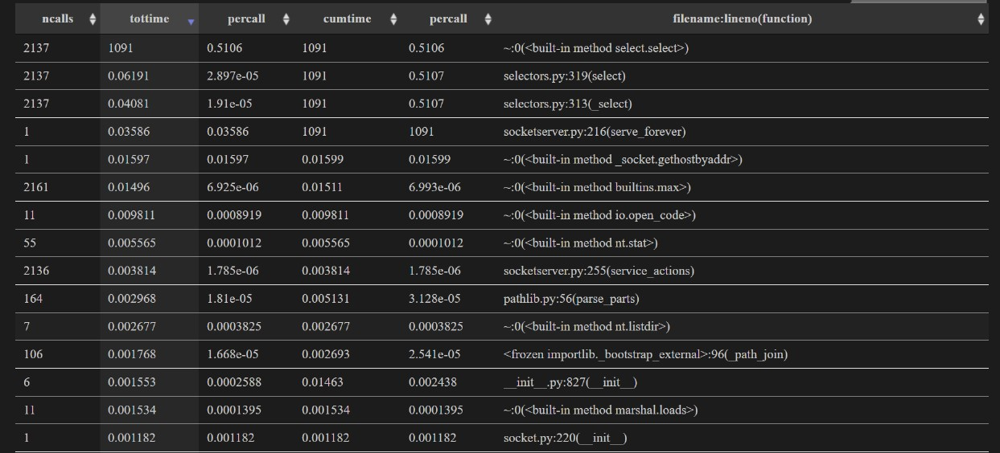 ncalls tottime percall cumtime percall filename:lineno(function)
2137 1091 0.5106 1091 0.5106 ~:0(<built-in method select.select>)
2137 0.06191 2.897e-05 1091 0.5107 selectors.py:319(select)
2137 0.04081 1.91e-05 1091 0.5107 selectors.py:313(_select)
1 0.03586 0.03586 1091 1091 socketserver.py:216(serve_forever)
1 0.01597 0.01597 0.01599 0.01599 ~:0(<built-in method _socket.gethostbyaddr>)
2161 0.01496 6.925e-06 0.01511 6.993e-06 ~:0(<built-in method builtins.max>)
11 0.009811 0.0008919 0.009811 0.0008919 ~:0(<built-in method io.open_code>)
55 0.005565 0.0001012 0.005565 0.0001012 ~:0(<built-in method nt.stat>)
2136 0.003814 1.785e-06 0.003814 1.785e-06 socketserver.py:255(service_actions)
164 0.002968 1.81e-05 0.005131 3.128e-05 pathlib.py:56(parse_parts)
7 0.002677 0.0003825 0.002677 0.0003825 ~:0(<built-in method nt.listdir>)
106 0.001768 1.668e-05 0.002693 2.541e-05 <frozen importlib._bootstrap_external>:96(_path_join)
6 0.001553 0.0002588 0.01463 0.002438 __init__.py:827(__init__)
11 0.001534 0.0001395 0.001534 0.0001395 ~:0(<built-in method marshal.loads>)
1 0.001182 0.001182 0.001182 0.001182 socket.py:220(__init__)